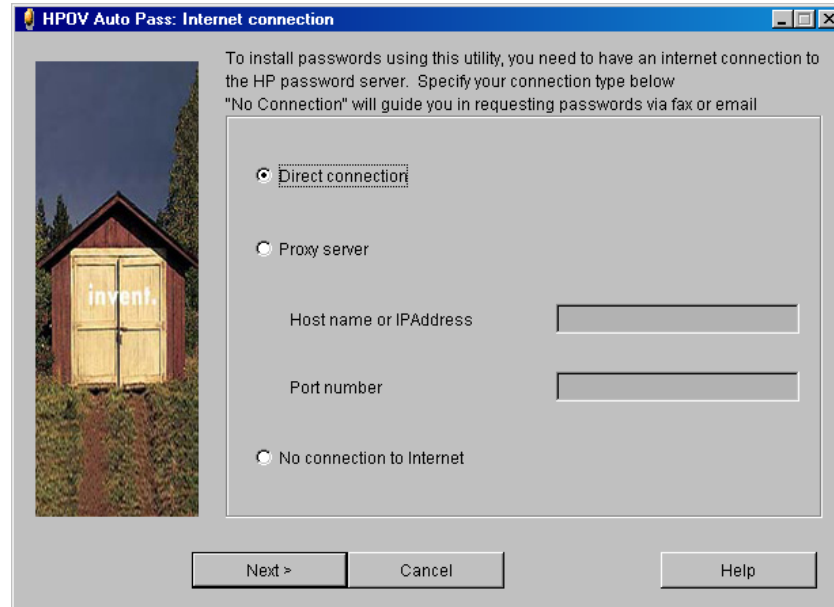 HPOV Auto Pass: Internet connection
To install passwords using this utility, you need to have an internet connection to
the HP password server.  Specify your connection type below
"No Connection" will guide you in requesting passwords via fax or email
Direct connection
Proxy server
invent.
Host name or IPAddress
Port number
No connection to Internet
Next >
Cancel
Help